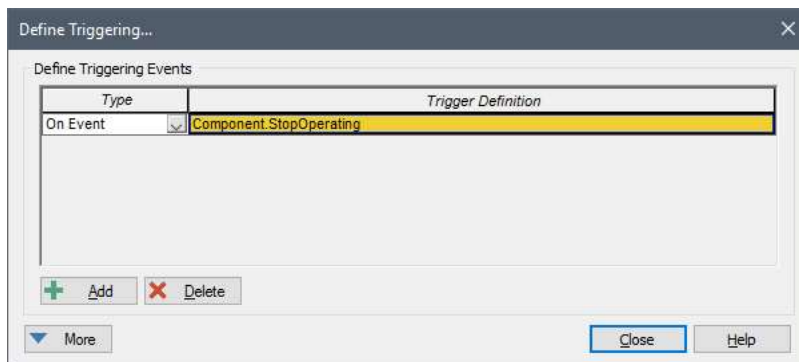 Define Triggering...
Define Triggering Events
Type Trigger Definition
On Event Component.StopOperating
Add Delete
More Close Help